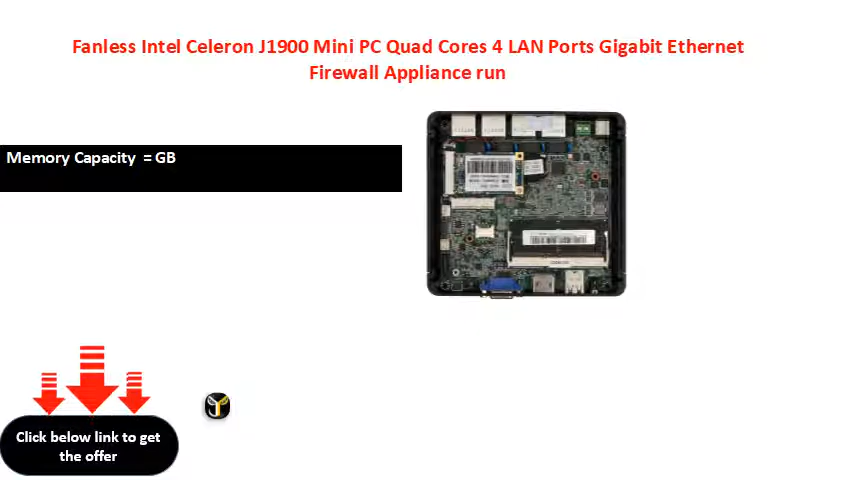 Fanless Intel Celeron J1900 Mini PC Quad Cores 4 LAN Ports Gigabit Ethernet
Firewall Appliance run
Memory Capacity = GB
Click below link to get
the offer